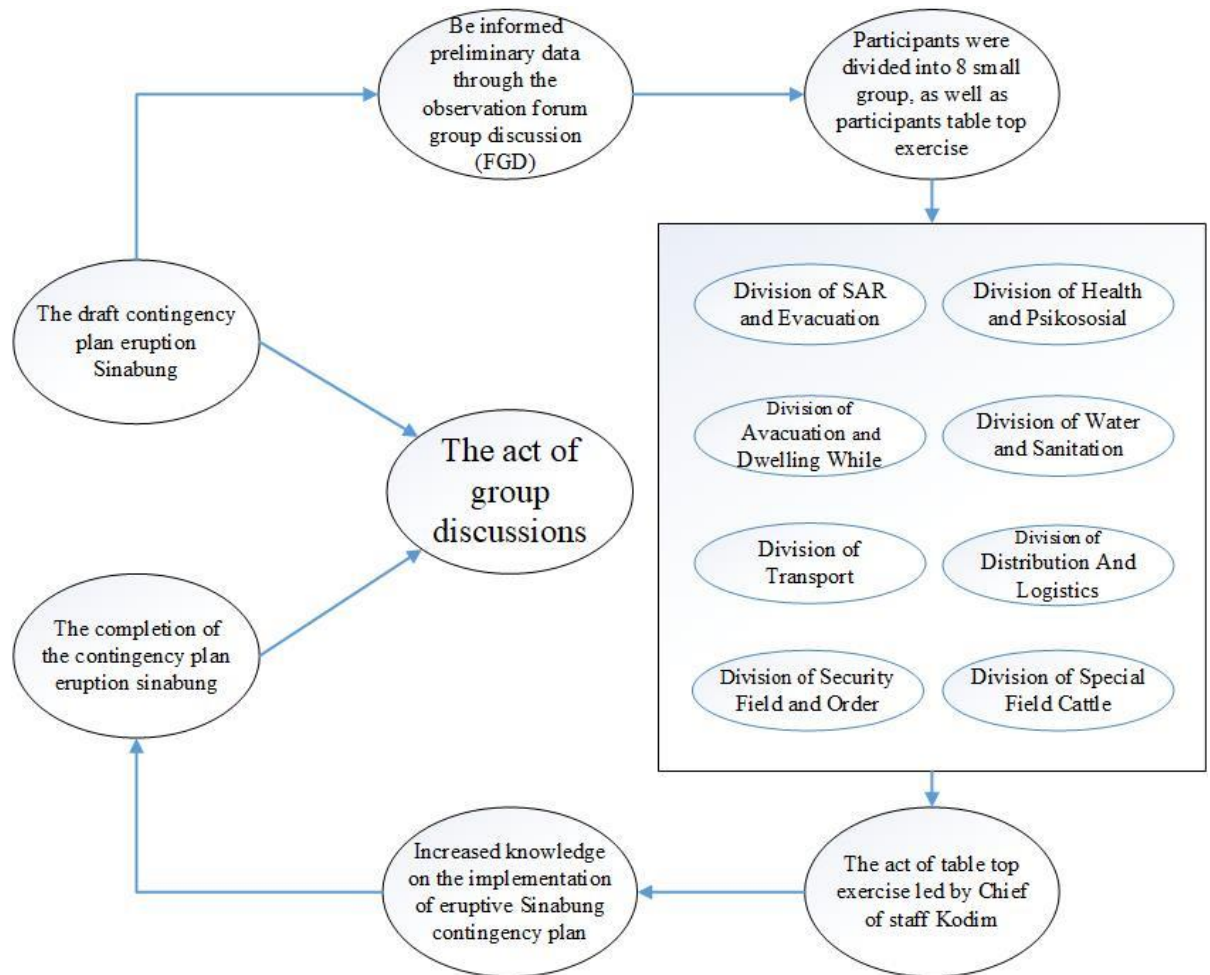 Be informed
preliminary data
through the
observation forum
group discussion
(FGD)
Participants were
divided into 8 small
group, as well as
participants table top
exercise
The draft contingency
plan eruption
Sinabung
Division of SAR
and Evacuation
Division of Health
and Psikososial
Division of
Avacuation and
Dwelling While
Division of Water
and Sanitation
The act of
group
discussions
Division of
Transport
Division of
Distribution And
Logistics
The completion of
the contingency plan
eruption sinabung
Division of Security
Field and Order
Division of Special
Field Cattle
Increased knowledge
on the implementation
of eruptive Sinabung
contingency plan
The act of table top
exercise led by Chief
of staff Kodim